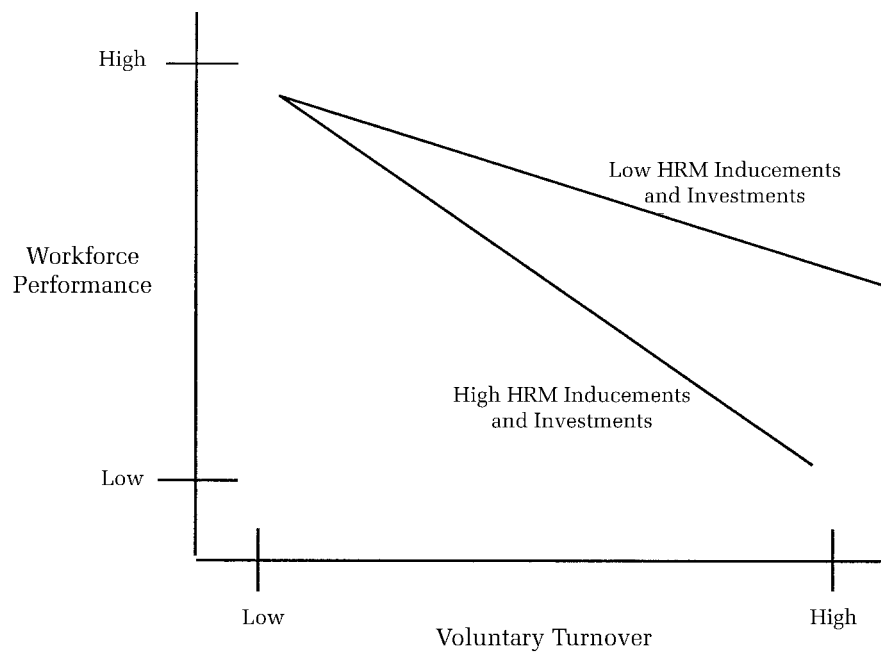 High
Low HRM Inducements
and Investments
Workforce
Performance
High HRM Inducements
and Investments
Low
Low
High
Voluntary Turnover